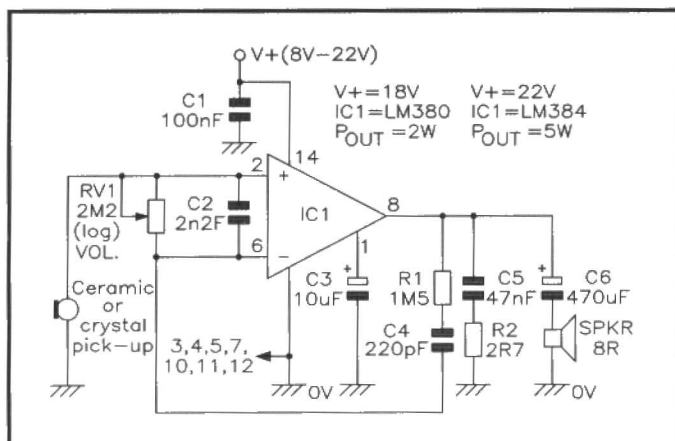 V+(8V-22V)
C1
100nF
V+=18V
IC1=LM380
P_OUT =2W
V+=22V
IC1=LM384
P_OUT =5W
14
2
+
IC1
8
6
−
1
RV1
2M2
(log)
VOL.
C2
2n2F
+
C3
10uF
R1
1M5
C5
47nF
+
C6
470uF
Ceramic
or
crystal
pick-up
3,4,5,7,
10,11,12
0V
C4
220pF
R2
2R7
SPKR
8R
0V